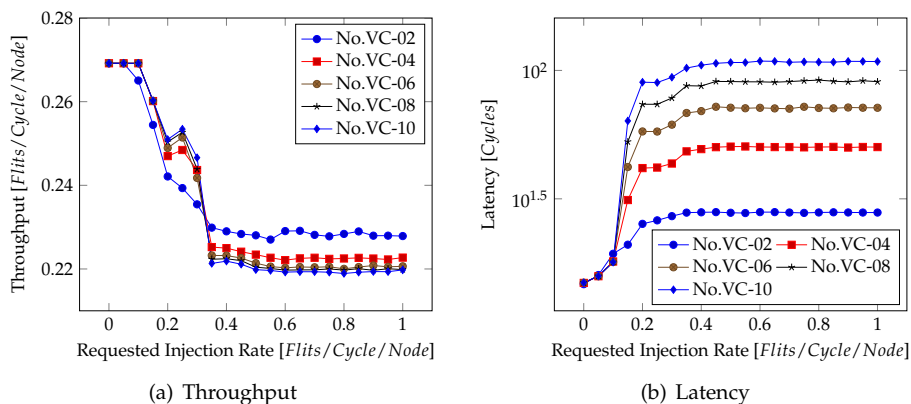 0.28
0.26
0.24
0.22
Throughput [Flits/Cycle/Node]
No.VC-02
No.VC-04
No.VC-06
No.VC-08
No.VC-10
0 0.2 0.4 0.6 0.8 1
Requested Injection Rate [Flits/Cycle/Node]
(a) Throughput
10^2
10^1.5
Latency [Cycles]
No.VC-02 No.VC-04
No.VC-06 No.VC-08
No.VC-10
0 0.2 0.4 0.6 0.8 1
Requested Injection Rate [Flits/Cycle/Node]
(b) Latency